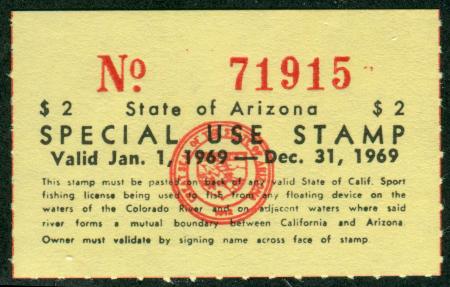 No 71915
$ 2 State of Arizona $ 2
SPECIAL USE STAMP
Valid Jan. 1, 1969 — Dec. 31, 1969
This stamp must be pasted on back of any valid State of Calif. Sport
fishing license being used to fish from any floating device on the
waters of the Colorado River and on adjacent waters where said
river forms a mutual boundary between California and Arizona.
Owner must validate by signing name across face of stamp.